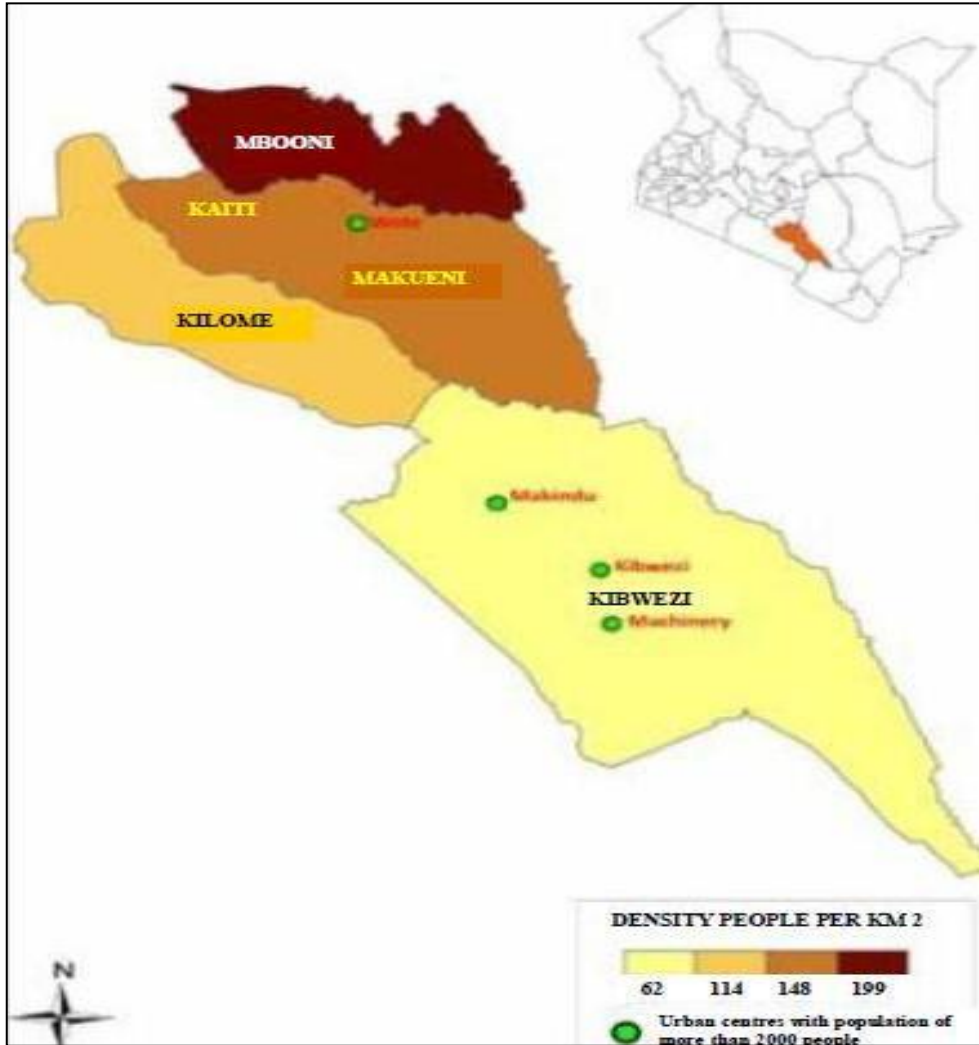 MBOONI
KAITI
MAKUENI
KILOME
Makindu
Kibwezi
KIBWEZI
Machinery
DENSITY PEOPLE PER KM 2
62 114 148 199
Urban centres with population of
more than 2000 people
N